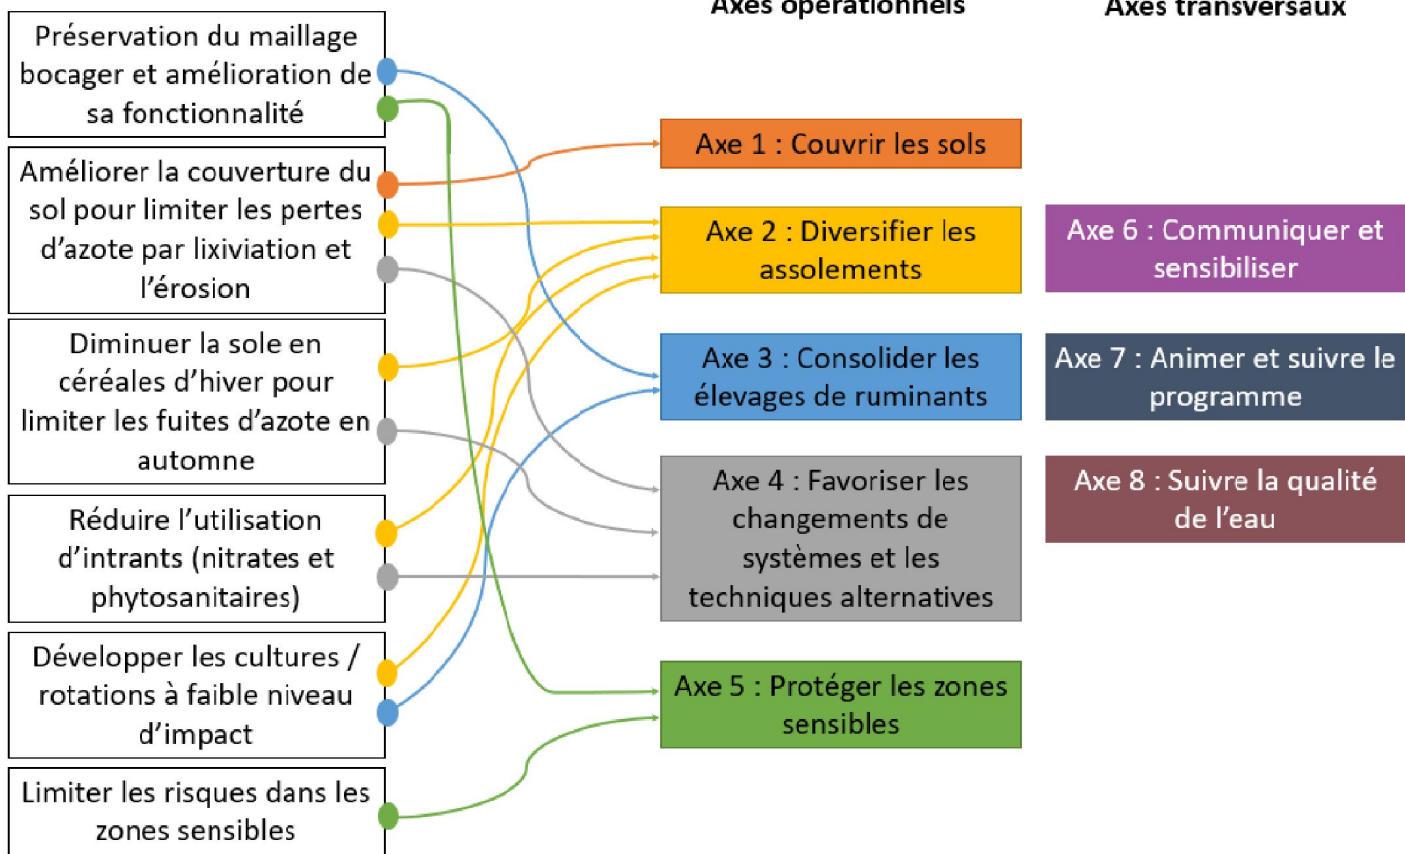 Axes opérationnels
Axes transversaux
Préservation du maillage
bocager et amélioration de
sa fonctionnalité
Améliorer la couverture du
sol pour limiter les pertes
d'azote par lixiviation et
l'érosion
Diminuer la sole en
céréales d'hiver pour
limiter les fuites d'azote en
automne
Réduire l'utilisation
d'intrants (nitrates et
phytosanitaires)
Développer les cultures /
rotations à faible niveau
d'impact
Limiter les risques dans les
zones sensibles
Axe 1 : Couvrir les sols
Axe 2 : Diversifier les
assolements
Axe 3 : Consolider les
élevages de ruminants
Axe 4 : Favoriser les
changements de
systèmes et les
techniques alternatives
Axe 5 : Protéger les zones
sensibles
Axe 6 : Communiquer et
sensibiliser
Axe 7 : Animer et suivre le
programme
Axe 8 : Suivre la qualité
de l'eau